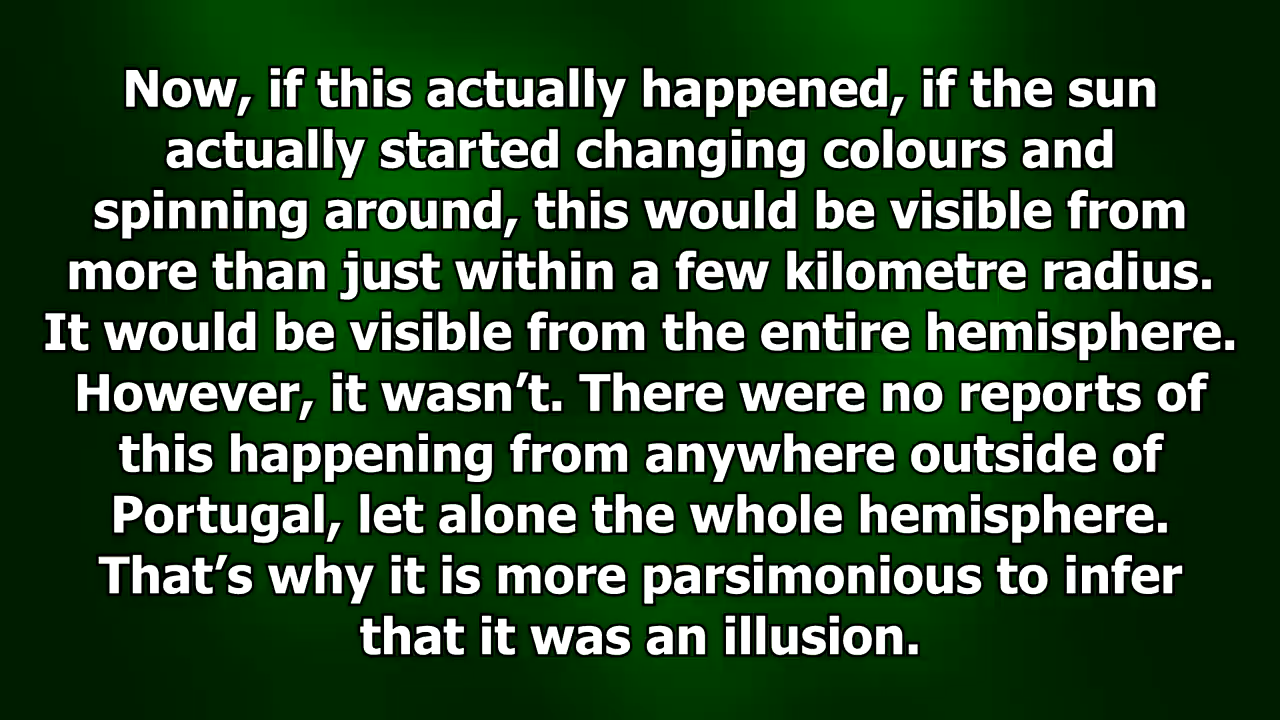 Now, if this actually happened, if the sun
actually started changing colours and
spinning around, this would be visible from
more than just within a few kilometre radius.
It would be visible from the entire hemisphere.
However, it wasn’t. There were no reports of
this happening from anywhere outside of
Portugal, let alone the whole hemisphere.
That’s why it is more parsimonious to infer
that it was an illusion.